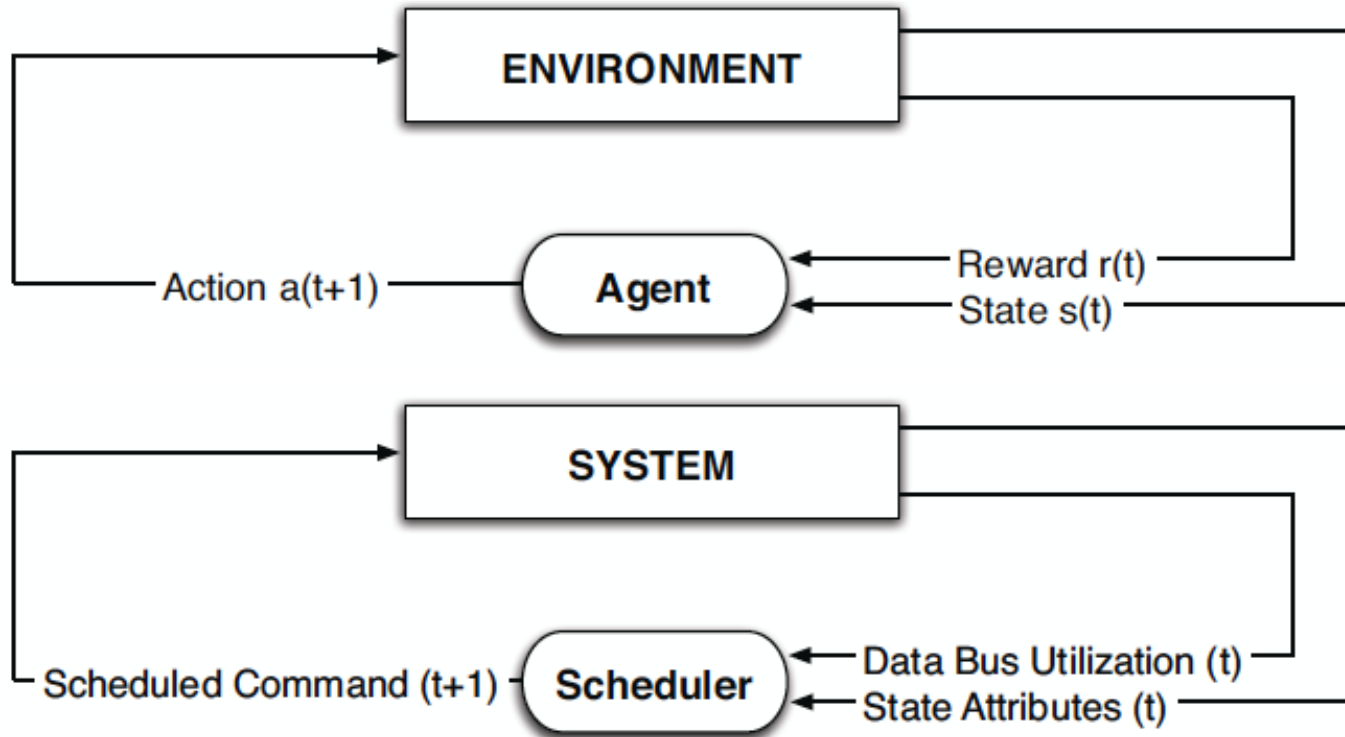 ENVIRONMENT
Reward r(t)
Action a(t+1)
Agent
State s(t)
SYSTEM
Data Bus Utilization (t)
Scheduled Command (t+1)
Scheduler
State Attributes (t)